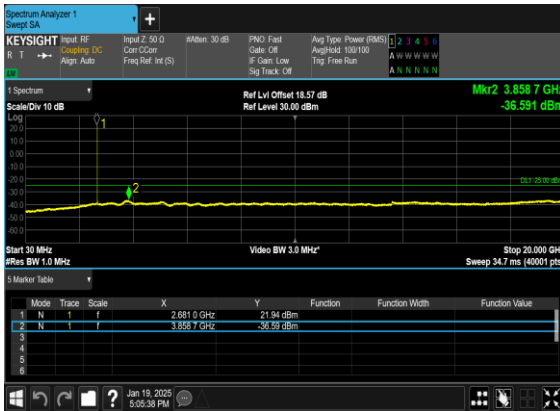 Spectrum Analyzer 1
Swept SA
+
KEYSIGHT Input: RF Input Z: 50 Ω #Atten: 30 dB PNO: Fast Avg Type: Power (RMS) 1 2 3 4 5 6
R T Coupling: DC Corr CCorr Gate: Off Avg|Hold: 100/100 A W W W W W
Align: Auto Freq Ref: Int (S) IF Gain: Low Trig: Free Run
LXI Sig Track: Off A N N N N N
1 Spectrum Ref Lvl Offset 18.57 dB Mkr2 3.858 7 GHz
Scale/Div 10 dB Ref Level 30.00 dBm -36.591 dBm
Log
1
20.0
10.0
0.00
-10.0
-20.0 DL1 -25.00 dBm
-30.0 2
-40.0
-50.0
-60.0
Start 30 MHz Video BW 3.0 MHz* Stop 20.000 GHz
#Res BW 1.0 MHz Sweep 34.7 ms (40001 pts)
5 Marker Table
Mode Trace Scale X Y Function Function Width Function Value
1 N 1 f 2.681 0 GHz 21.94 dBm
2 N 1 f 3.858 7 GHz -36.59 dBm
3
4
5
6
? Jan 19, 2025
5:05:38 PM